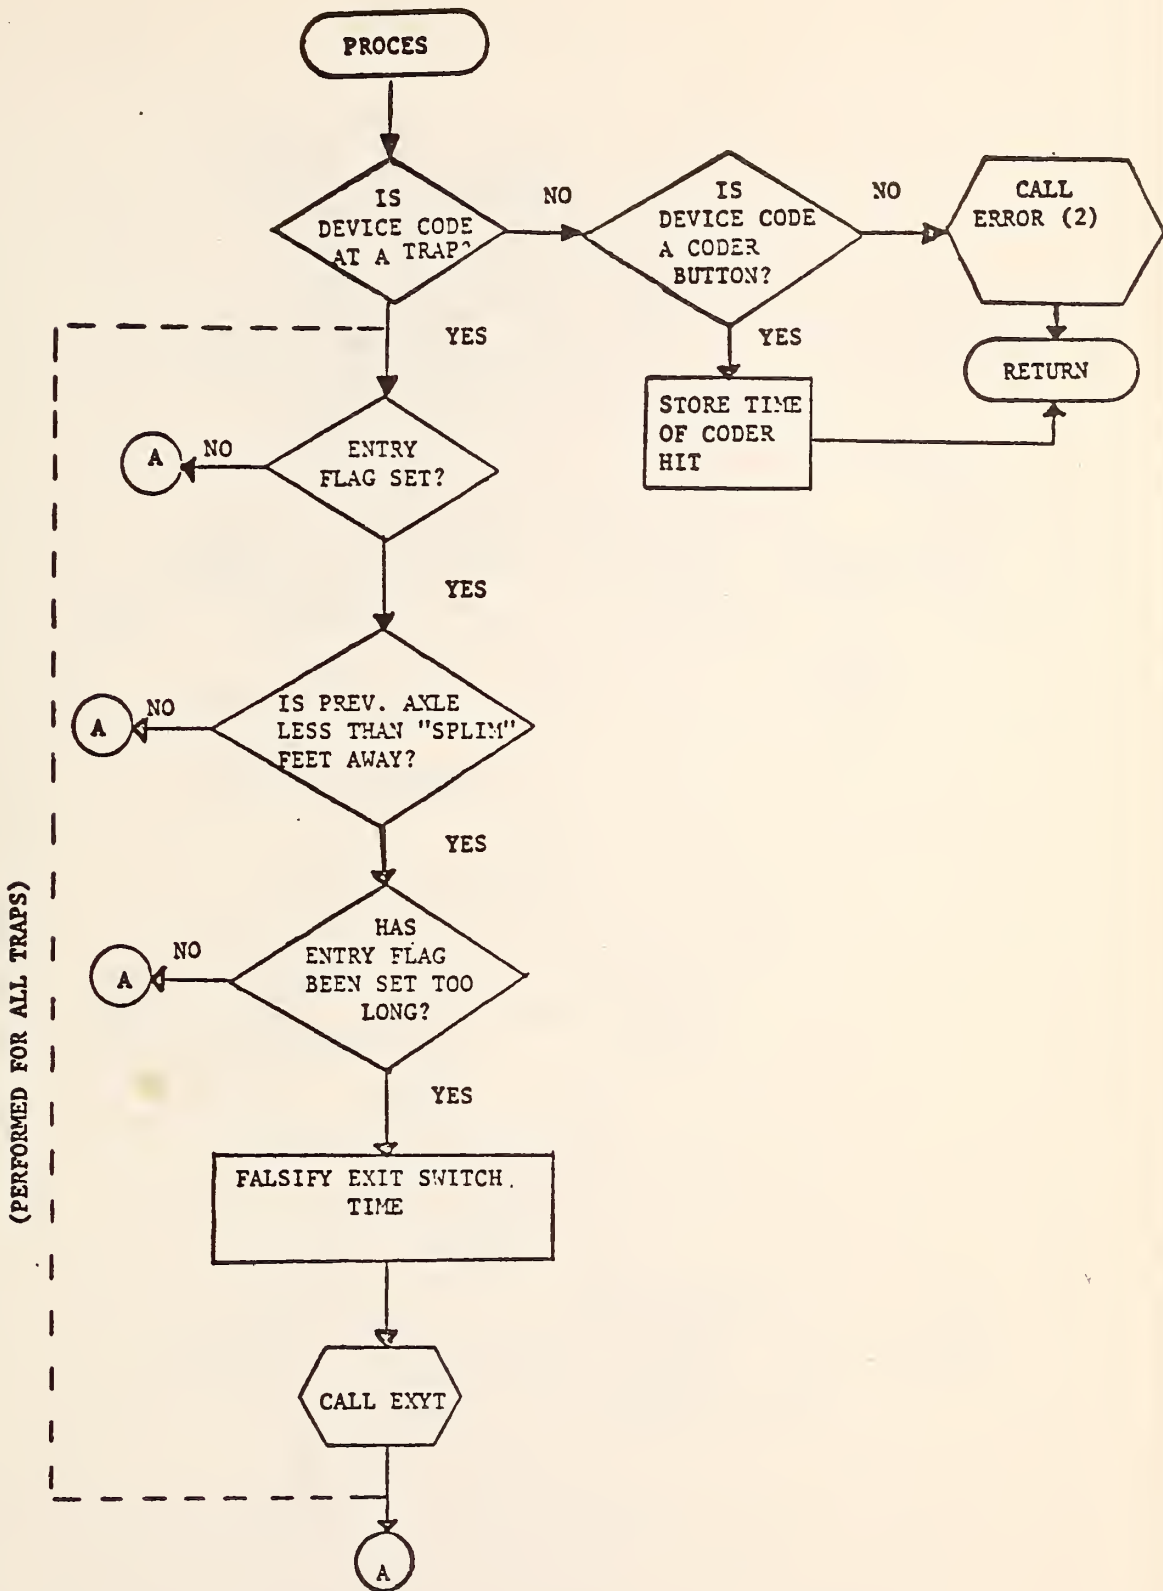 PROCES
IS
DEVICE CODE
AT A TRAP?
NO
IS
DEVICE CODE
A CODER
BUTTON?
NO
CALL
ERROR (2)
RETURN
YES
STORE TIME
OF CODER
HIT
YES
ENTRY
FLAG SET?
NO
A
YES
IS PREV. AXLE
LESS THAN "SPLIM"
FEET AWAY?
NO
A
YES
HAS
ENTRY FLAG
BEEN SET TOO
LONG?
NO
A
YES
FALSIFY EXIT SWITCH
TIME
CALL EXYT
A
(PERFORMED FOR ALL TRAPS)